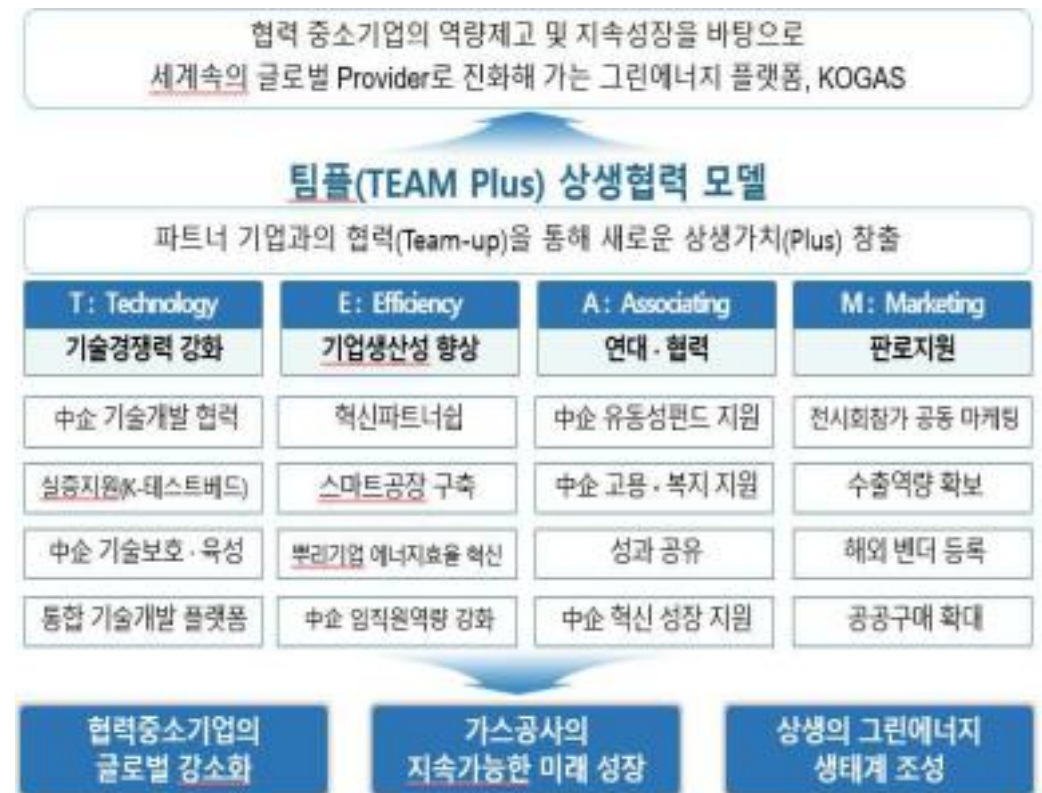 협력 중소기업의 역량제고 및 지속성장을 바탕으로
세계속의 글로벌 Provider로 진화해 가는 그린에너지 플랫폼, KOGAS
팀플(TEAM Plus) 상생협력 모델
파트너 기업과의 협력(Team-up)을 통해 새로운 상생가치(Plus) 창출
T : Technology
기술경쟁력 강화
中企 기술개발 협력
실증지원(K-테스트베드)
中企 기술보호 · 육성
통합 기술개발 플랫폼
E : Efficiency
기업생산성 향상
혁신파트너쉽
스마트공장 구축
뿌리기업 에너지효율 혁신
中企 임직원역량 강화
A : Associating
연대 · 협력
中企 유동성펀드 지원
中企 고용 · 복지 지원
성과 공유
中企 혁신 성장 지원
M : Marketing
판로지원
전시회참가 공동 마케팅
수출역량 확보
해외 벤더 등록
공공구매 확대
협력중소기업의
글로벌 강소화
가스공사의
지속가능한 미래 성장
상생의 그린에너지
생태계 조성